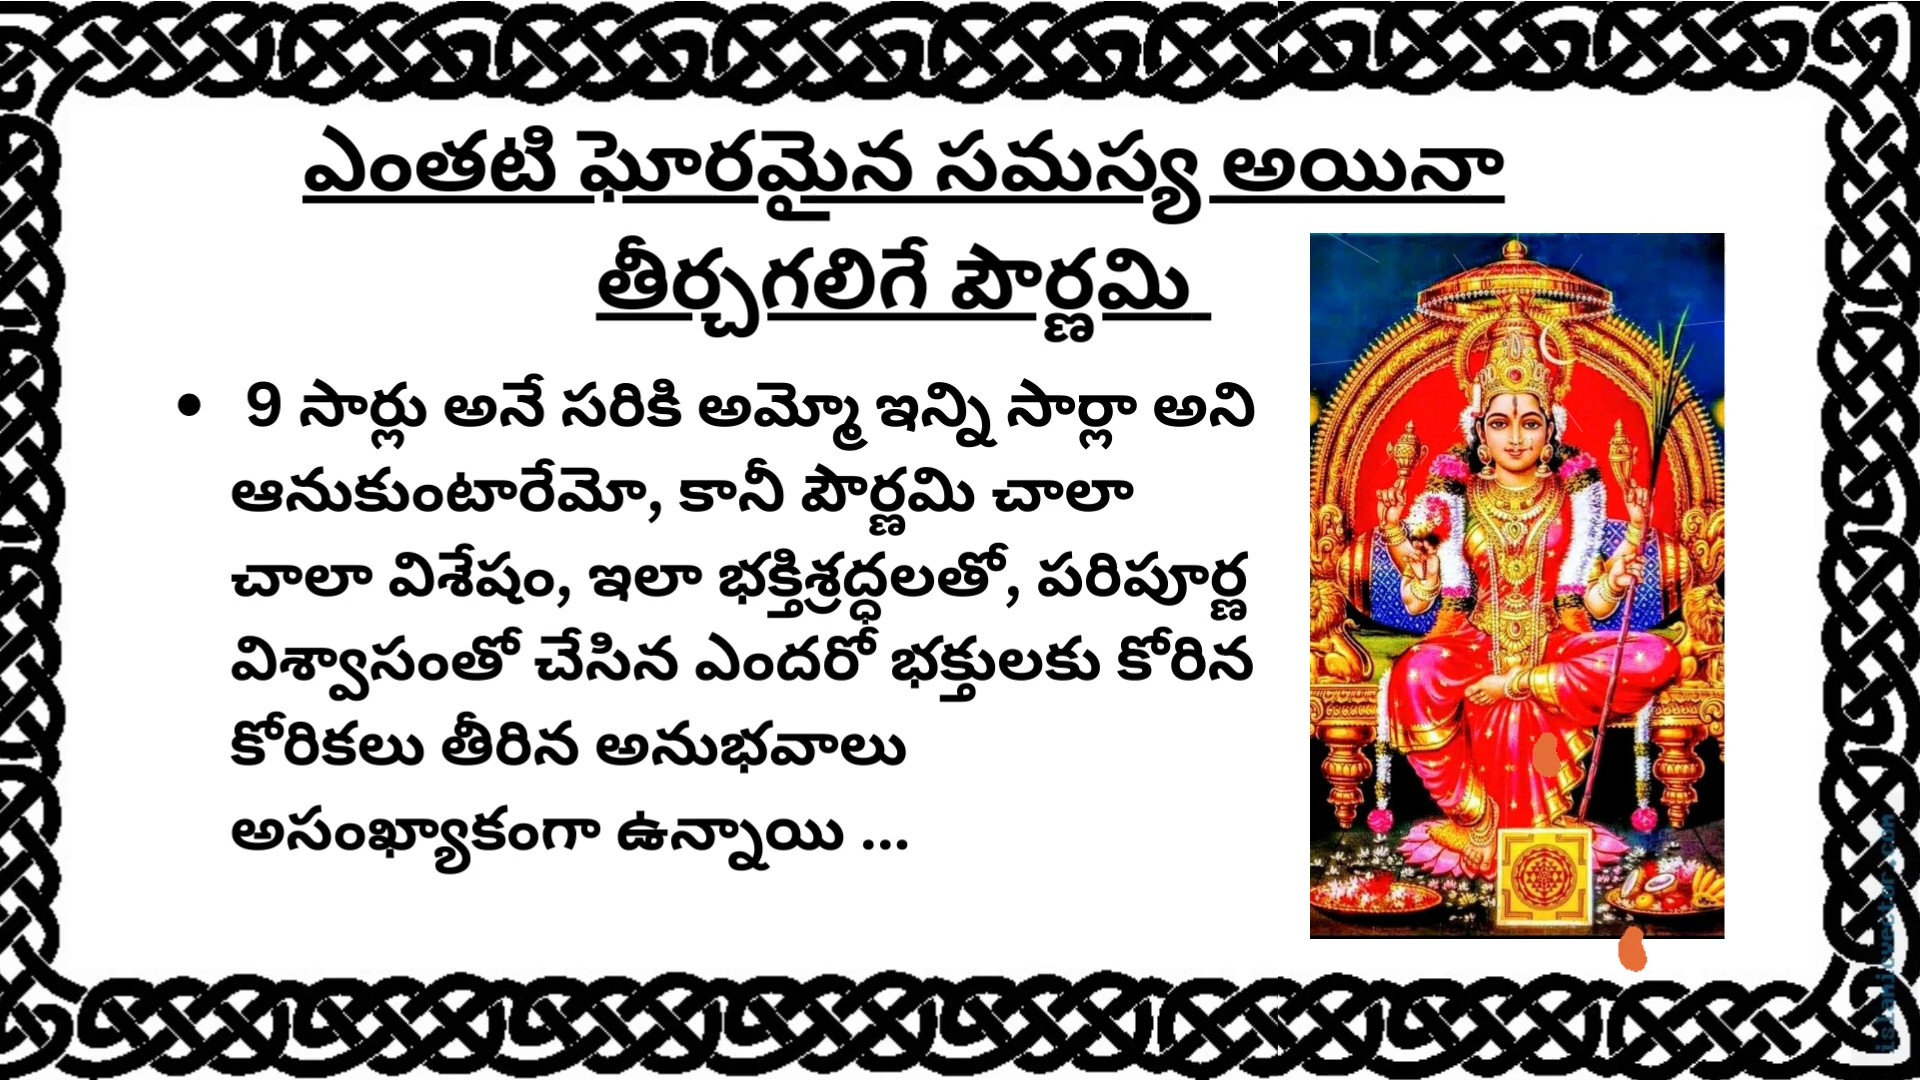 ఎంతటి ఘోరమైన సమస్య అయినా
తీర్చగలిగే పౌర్ణమి
• 9 సార్లు అనే సరికి అమ్మో ఇన్ని సార్లా అని
ఆనుకుంటారేమో, కానీ పౌర్ణమి చాలా
చాలా విశేషం, ఇలా భక్తిశ్రద్ధలతో, పరిపూర్ణ
విశ్వాసంతో చేసిన ఎందరో భక్తులకు కోరిన
కోరికలు తీరిన అనుభవాలు
అసంఖ్యాకంగా ఉన్నాయి ...